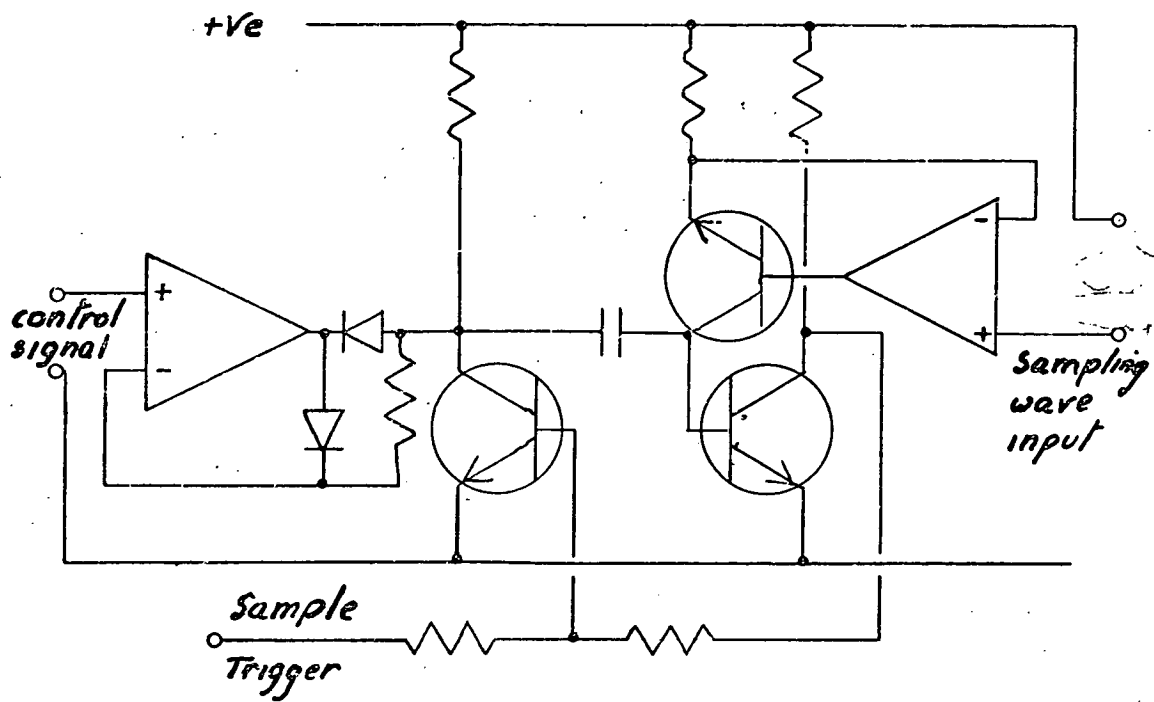 +Ve
+
-
control
signal
-
+
Sampling
wave
input
Sample
Trigger